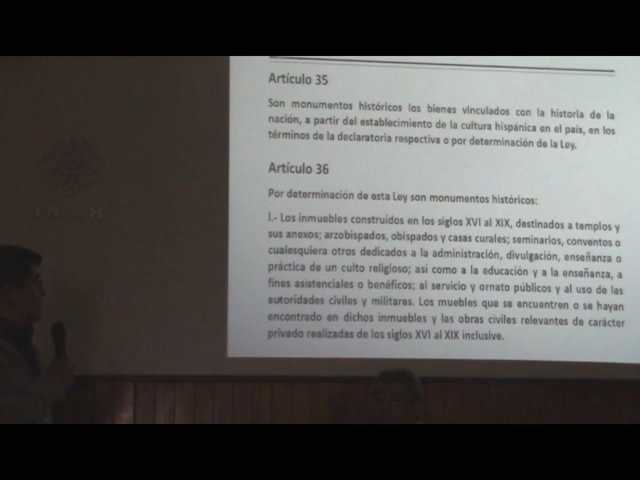 Artículo 35
Son monumentos históricos los bienes vinculados con la historia de la
nación, a partir del establecimiento de la cultura hispánica en el país, en los
términos de la declaratoria respectiva o por determinación de la Ley.
Artículo 36
Por determinación de esta Ley son monumentos históricos:
I.- Los inmuebles construidos en los siglos XVI al XIX, destinados a templos y
sus anexos; arzobispados, obispados y casas curales; seminarios, conventos o
cualesquiera otros dedicados a la administración, divulgación, enseñanza o
práctica de un culto religioso; así como a la educación y a la enseñanza, a
fines asistenciales o benéficos; al servicio y ornato públicos y al uso de las
autoridades civiles y militares. Los muebles que se encuentren o se hayan
encontrado en dichos inmuebles y las obras civiles relevantes de carácter
privado realizadas de los siglos XVI al XIX inclusive.